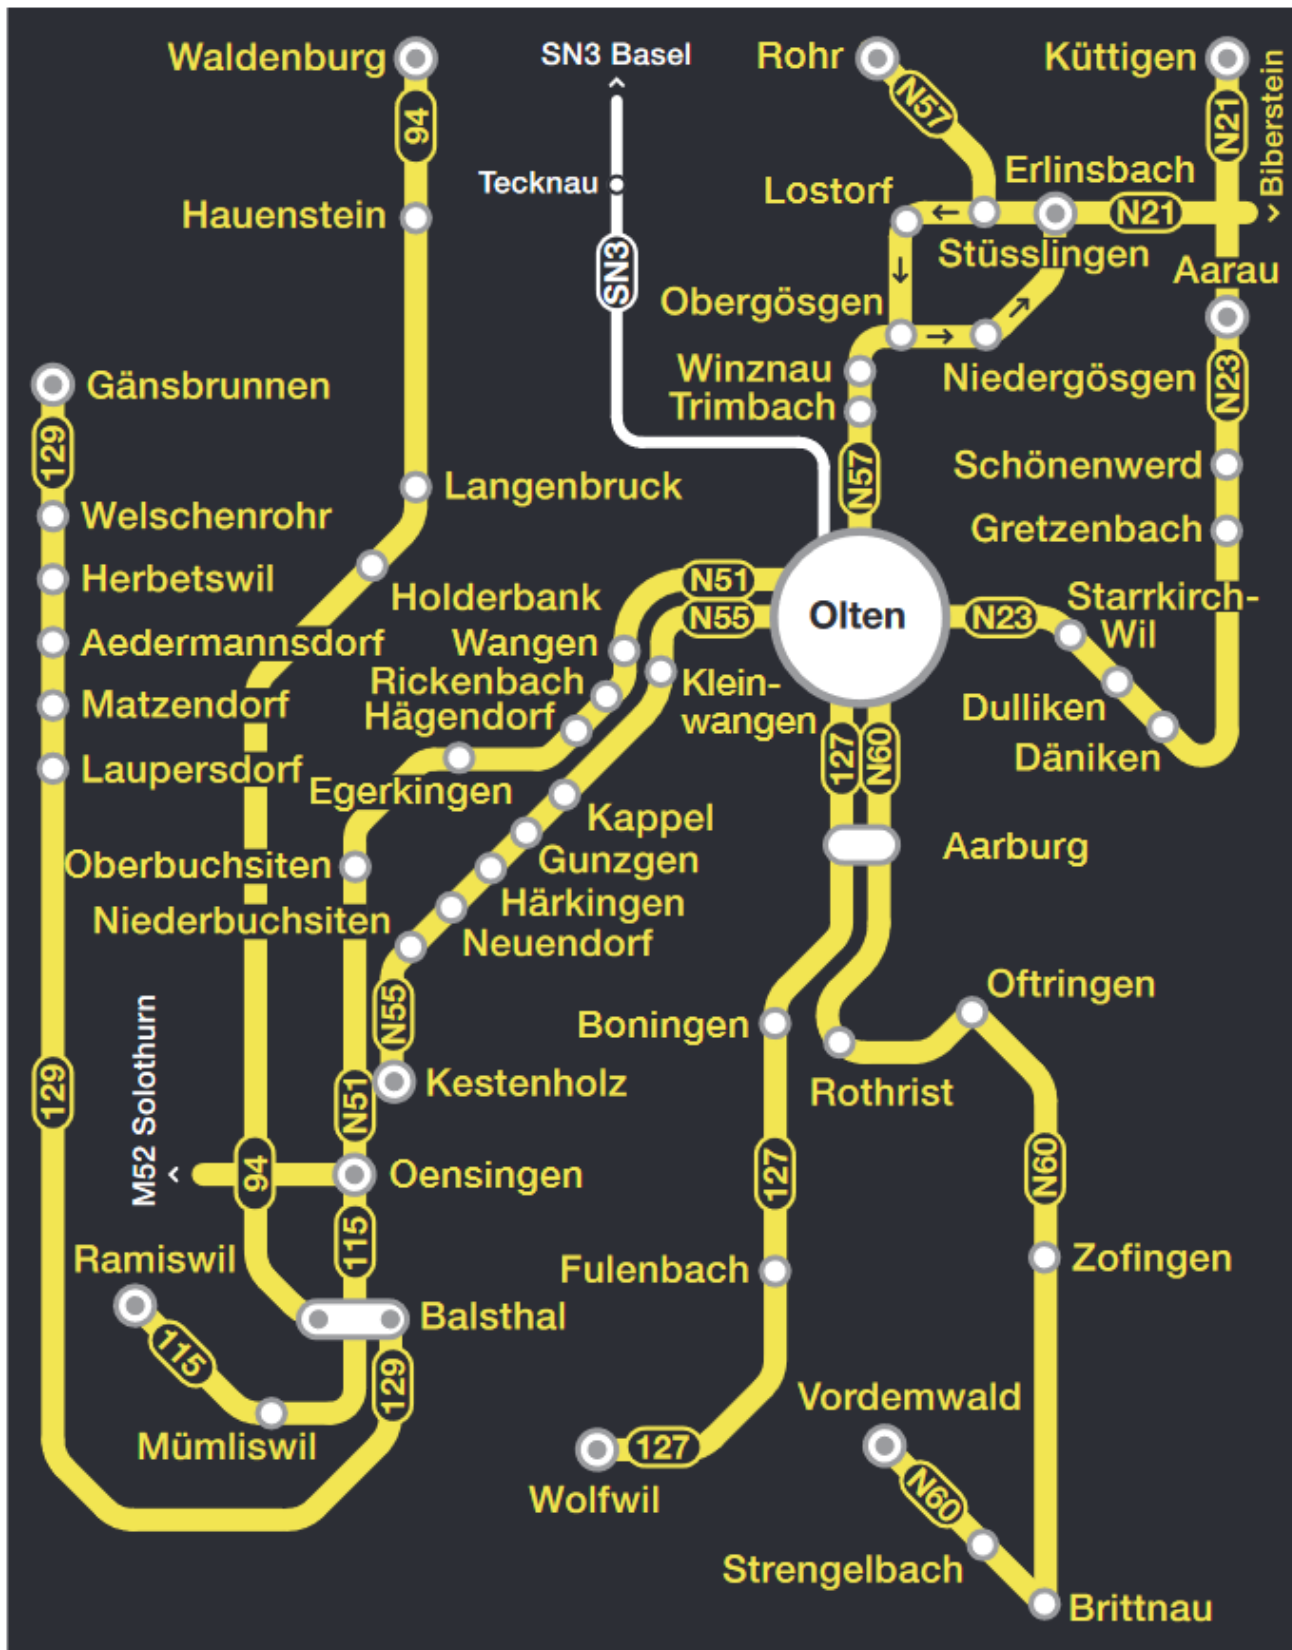 Waldenburg
SN3 Basel
Rohr
Küttigen
94
N57
N21
Biberstein
Tecknau
Erlinsbach
Lostorf
Hauenstein
N21
SN3
Stüsslingen
Aarau
Obergösgen
Winznau
Niedergösgen
N23
Gänsbrunnen
Trimbach
129
N57
Schönenwerd
Langenbruck
Welschenrohr
Gretzenbach
Herbetswil
N51
Holderbank
N55
Olten
N23
Starrkirch-
Wil
Aedermannsdorf
Wangen
Rickenbach
Klein-
wangen
Matzendorf
Hägendorf
Dulliken
127
N60
Däniken
Laupersdorf
Egerkingen
Kappel
Aarburg
Oberbuchsiten
Gunzgen
Härkingen
Niederbuchsiten
Neuendorf
Oftringen
N55
Boningen
M52 Solothurn
129
N51
Kestenholz
Rothrist
94
Oensingen
127
N60
115
Ramiswil
Fulenbach
Zofingen
Balsthal
115
129
Vordemwald
Mümliswil
127
Wolfwil
N60
Strengelbach
Brittnau